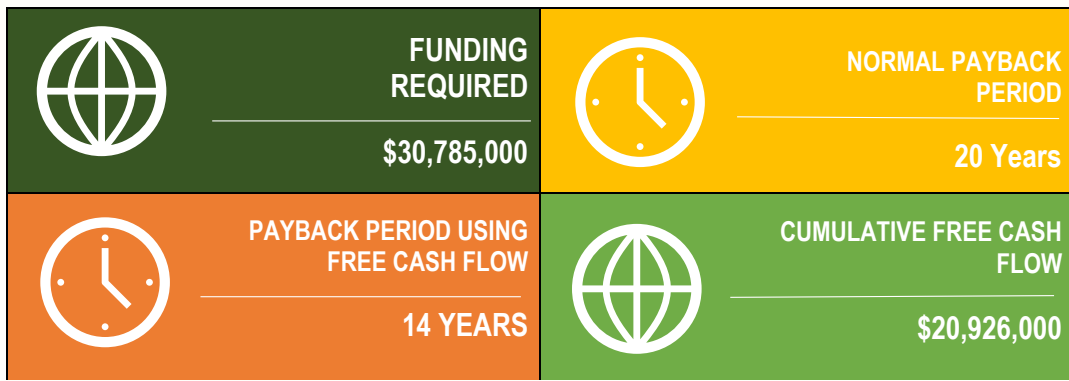 FUNDING
REQUIRED
$30,785,000
NORMAL PAYBACK
PERIOD
20 Years
PAYBACK PERIOD USING
FREE CASH FLOW
14 YEARS
CUMULATIVE FREE CASH
FLOW
$20,926,000